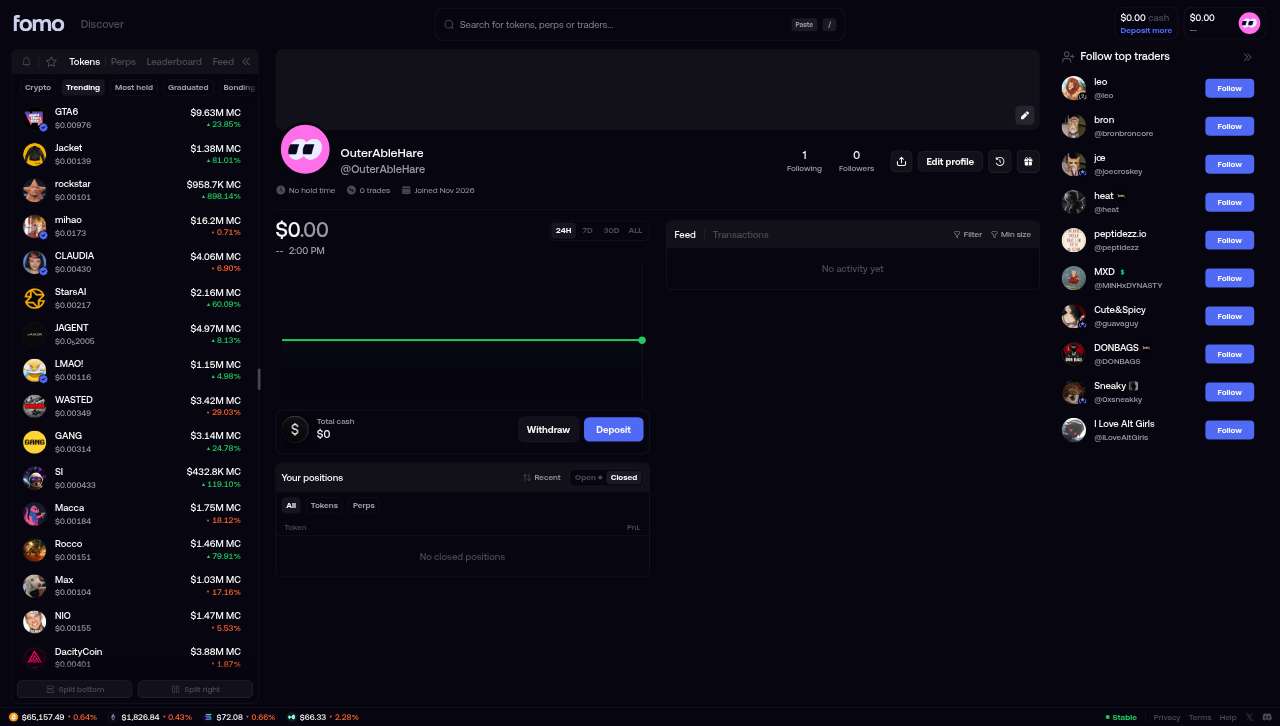 fomo
Discover
Search for tokens, perps or traders...
Paste
/
$0.00 cash
Deposit more
$0.00
--
Tokens
Perps
Leaderboard
Feed
Crypto
Trending
Most held
Graduated
Bonding
GTA6
$0.00976
$9.63M MC
23.85%
Jacket
$0.00139
$1.38M MC
81.01%
rockstar
$0.00101
$958.7K MC
898.14%
mihao
$0.0173
$16.2M MC
0.71%
CLAUDIA
$0.00430
$4.06M MC
6.90%
StarsAI
$0.00217
$2.16M MC
60.09%
JAGENT
$0.0₅2005
$4.97M MC
8.13%
LMAO!
$0.00116
$1.15M MC
4.98%
WASTED
$0.00349
$3.42M MC
29.03%
GANG
$0.00314
$3.14M MC
24.78%
SI
$0.000433
$432.8K MC
119.10%
Macca
$0.00184
$1.75M MC
18.12%
Rocco
$0.00151
$1.46M MC
79.91%
Max
$0.00104
$1.03M MC
17.16%
NIO
$0.00155
$1.47M MC
5.53%
DacityCoin
$0.00401
$3.88M MC
1.87%
Split bottom
Split right
OuterAbleHare
@OuterAbleHare
No hold time
0 trades
Joined Nov 2026
1
Following
0
Followers
Edit profile
$0.00
-- 2:00 PM
24H
7D
30D
ALL
Total cash
$0
Withdraw
Deposit
Your positions
Recent
Open
Closed
All
Tokens
Perps
Token
PnL
No closed positions
Feed
Transactions
Filter
Min size
No activity yet
Follow top traders
leo
@leo
Follow
bron
@bronbroncore
Follow
joe
@joecroskey
Follow
heat
@heat
Follow
peptidezz.io
@peptidezz
Follow
MXD
@MINHxDYNASTY
Follow
Cute&Spicy
@guavaguy
Follow
DONBAGS
@DONBAGS
Follow
Sneaky
@0xsneakky
Follow
I Love Alt Girls
@ILoveAltGirls
Follow
$65,157.49 0.64%
$1,826.84 0.43%
$72.08 0.66%
$66.33 2.28%
Stable
Privacy
Terms
Help